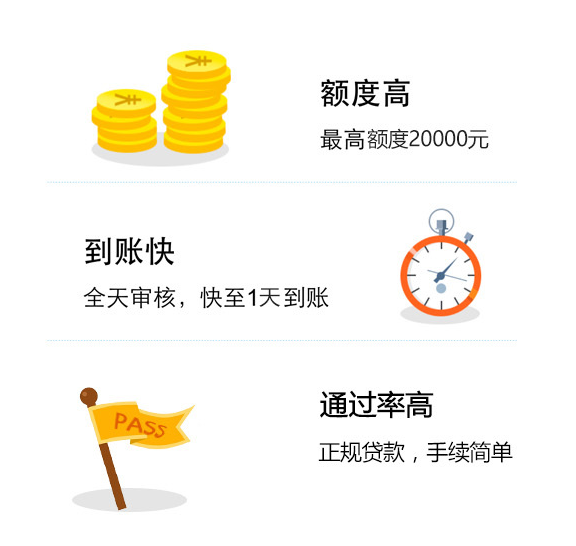 额度高
最高额度20000元
到账快
全天审核，快至1天到账
PASS
通过率高
正规贷款，手续简单